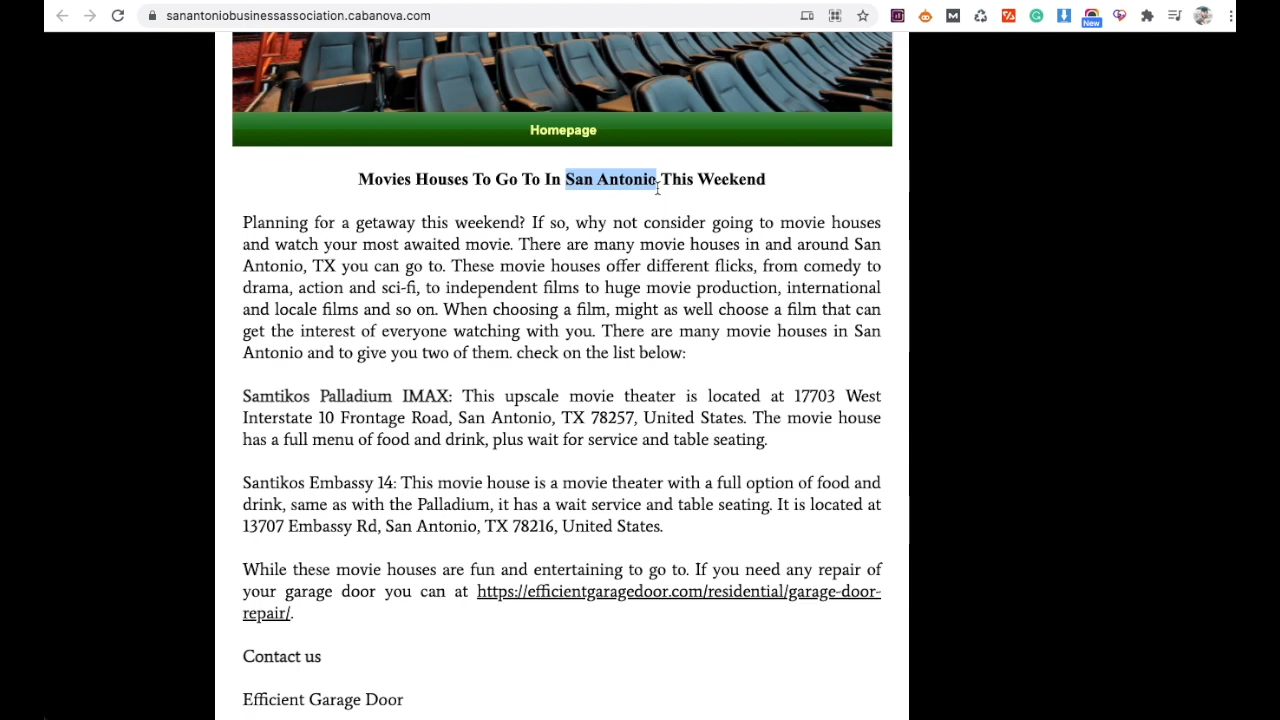 sanantoniobusinessassociation.cabanova.com
New
Homepage
Movies Houses To Go To In San Antonio This Weekend
Planning for a getaway this weekend? If so, why not consider going to movie houses
and watch your most awaited movie. There are many movie houses in and around San
Antonio, TX you can go to. These movie houses offer different flicks, from comedy to
drama, action and sci-fi, to independent films to huge movie production, international
and locale films and so on. When choosing a film, might as well choose a film that can
get the interest of everyone watching with you. There are many movie houses in San
Antonio and to give you two of them. check on the list below:
Samtikos Palladium IMAX: This upscale movie theater is located at 17703 West
Interstate 10 Frontage Road, San Antonio, TX 78257, United States. The movie house
has a full menu of food and drink, plus wait for service and table seating.
Santikos Embassy 14: This movie house is a movie theater with a full option of food and
drink, same as with the Palladium, it has a wait service and table seating. It is located at
13707 Embassy Rd, San Antonio, TX 78216, United States.
While these movie houses are fun and entertaining to go to. If you need any repair of
your garage door you can at https://efficientgaragedoor.com/residential/garage-door-
repair/.
Contact us
Efficient Garage Door